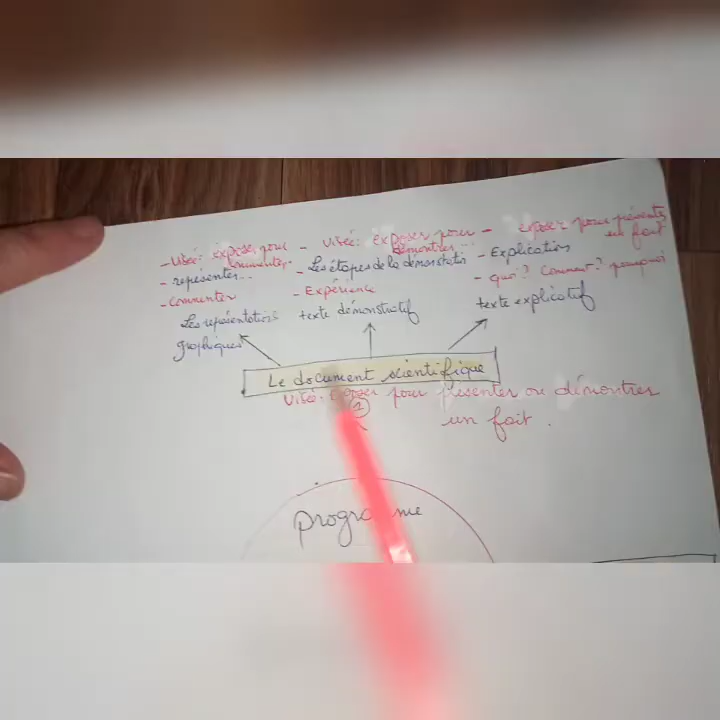 - Visée: exposer pour commenter.
- représenter...
- Commenter
Les représentations
graphiques
- Visée: exposer pour
démontrer...
- Les étapes de la démonstration
- Expérience
texte démonstratif
- exposer pour présenter
un fait
- Explication
- quoi? Comment? pourquoi
texte explicatif
Le document scientifique
Visée: Exposer pour présenter ou démontrer
1
un fait.
programme